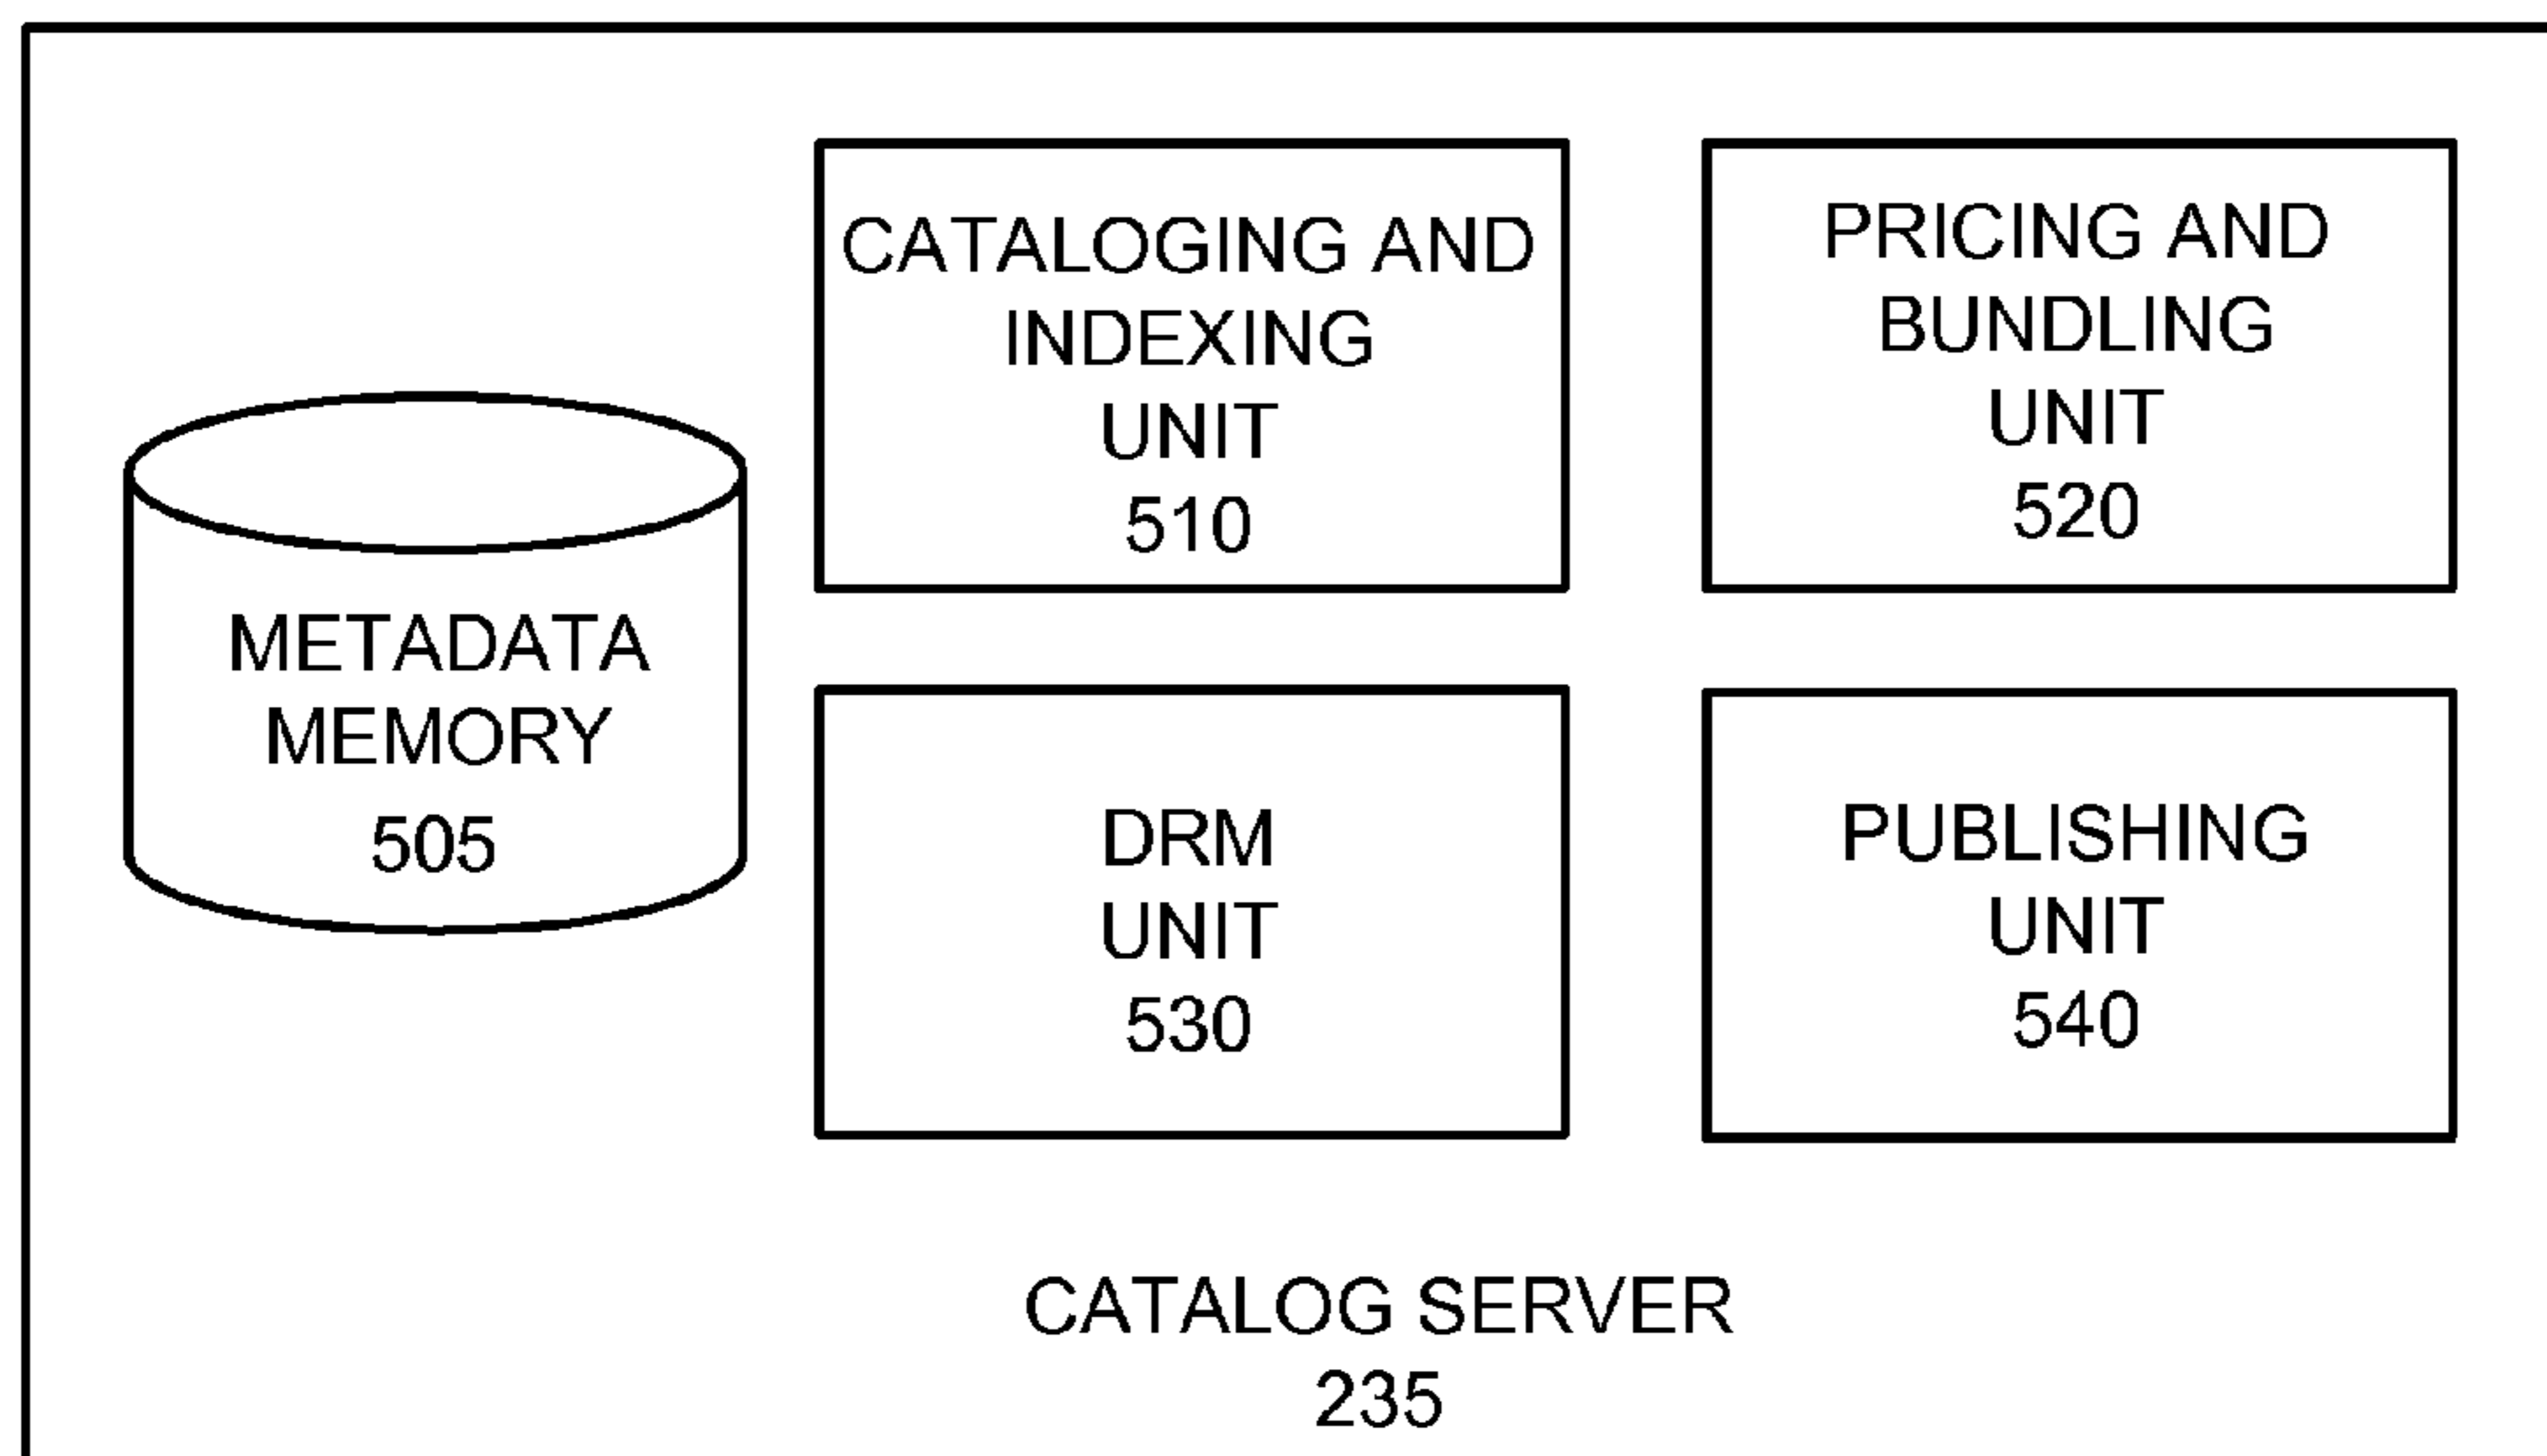 CATALOGING AND
INDEXING
UNIT
510
PRICING AND
BUNDLING
UNIT
520
METADATA
MEMORY
505
DRM
UNIT
530
PUBLISHING
UNIT
540
CATALOG SERVER
235